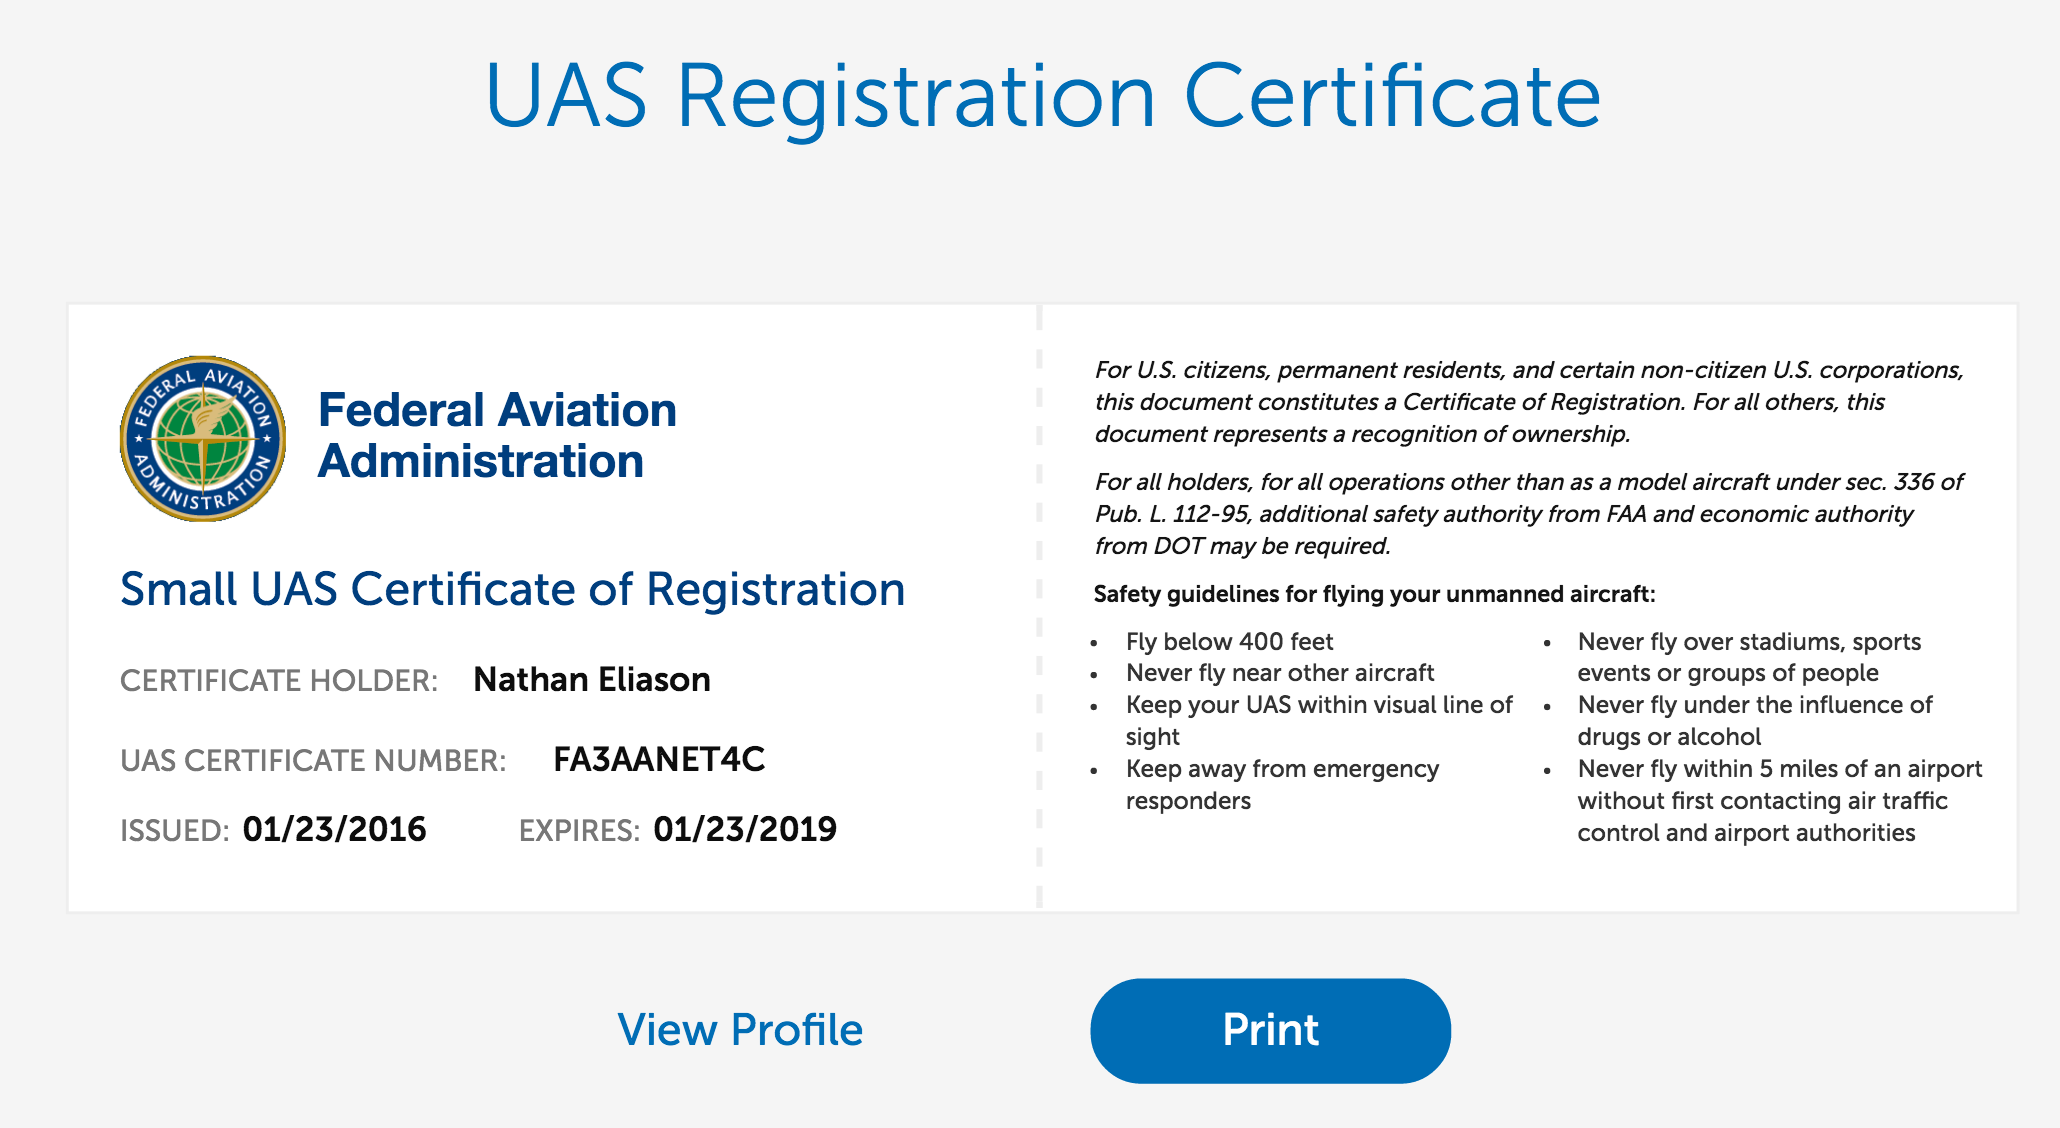 UAS Registration Certificate
FEDERAL AVIATION
ADMINISTRATION
Federal Aviation
Administration
Small UAS Certificate of Registration
CERTIFICATE HOLDER: Nathan Eliason
UAS CERTIFICATE NUMBER: FA3AANET4C
ISSUED: 01/23/2016 EXPIRES: 01/23/2019
For U.S. citizens, permanent residents, and certain non-citizen U.S. corporations,
this document constitutes a Certificate of Registration. For all others, this
document represents a recognition of ownership.
For all holders, for all operations other than as a model aircraft under sec. 336 of
Pub. L. 112-95, additional safety authority from FAA and economic authority
from DOT may be required.
Safety guidelines for flying your unmanned aircraft:
• Fly below 400 feet
• Never fly near other aircraft
• Keep your UAS within visual line of
sight
• Keep away from emergency
responders
• Never fly over stadiums, sports
events or groups of people
• Never fly under the influence of
drugs or alcohol
• Never fly within 5 miles of an airport
without first contacting air traffic
control and airport authorities
View Profile
Print